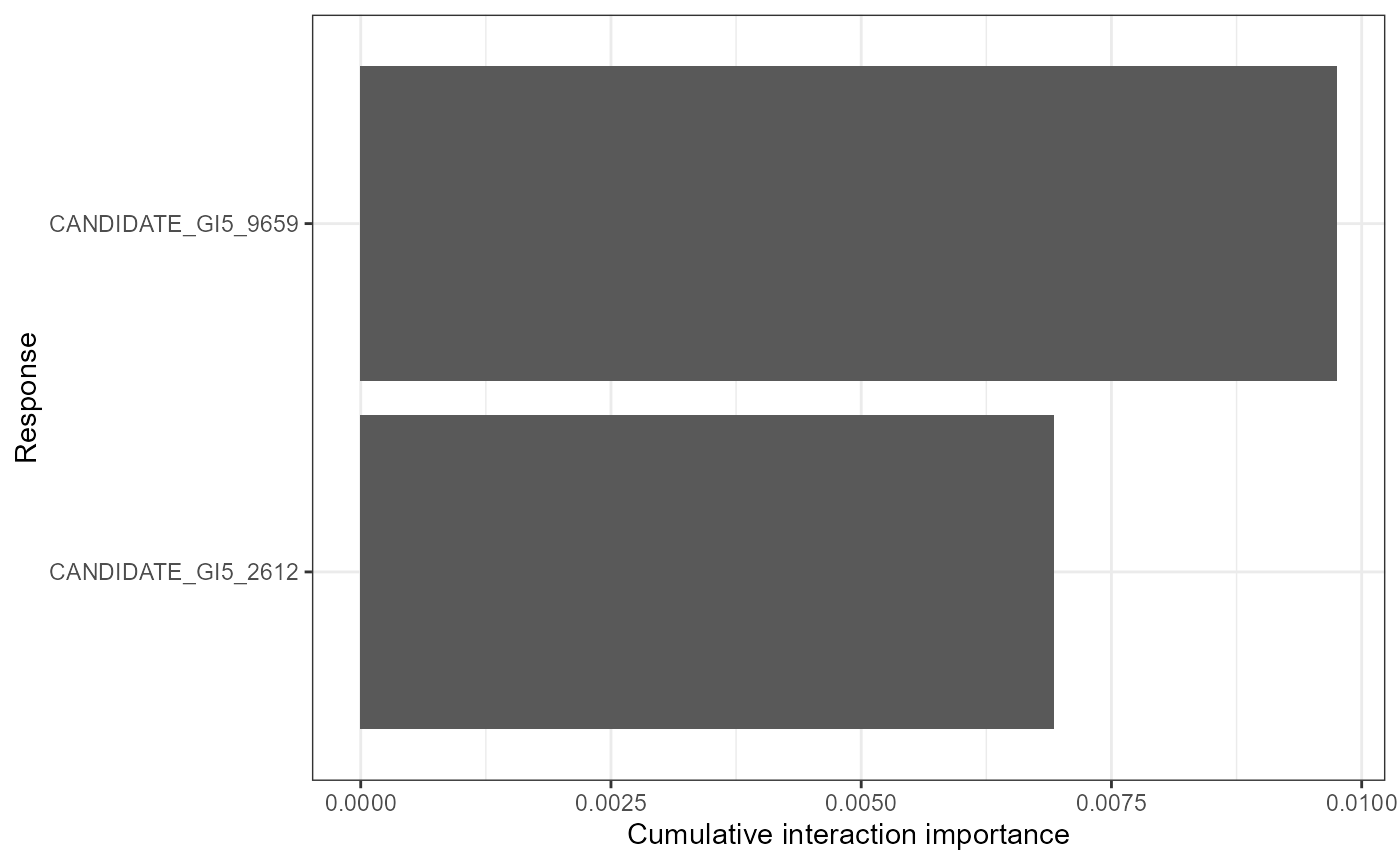 Response
CANDIDATE_GI5_9659
CANDIDATE_GI5_2612
0.0000 0.0025 0.0050 0.0075 0.0100
Cumulative interaction importance